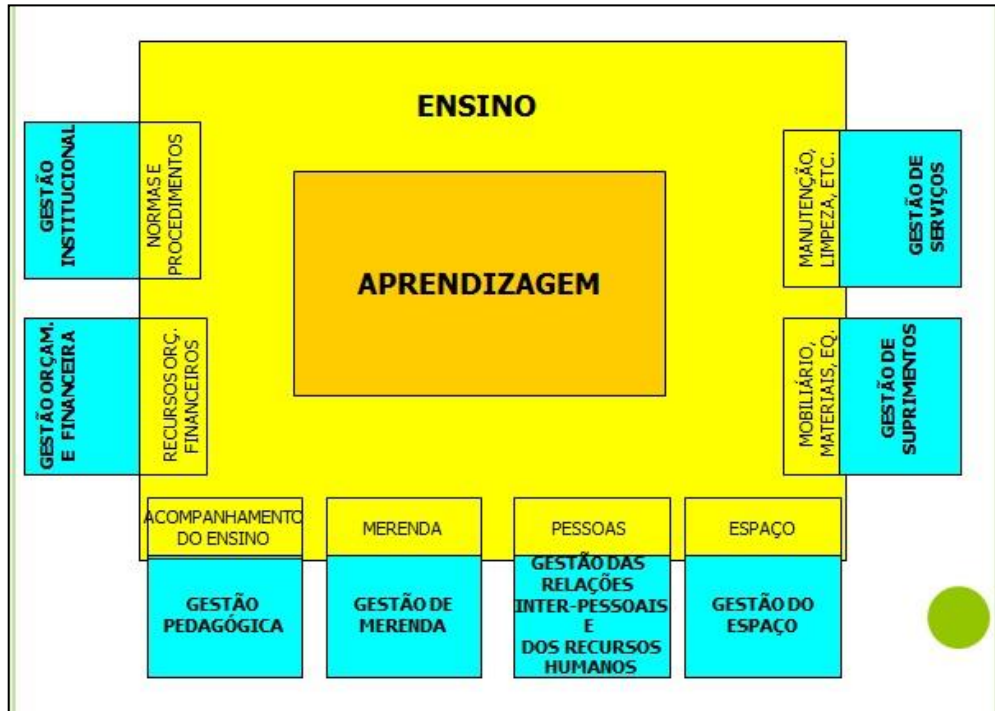 ENSINO
APRENDIZAGEM
GESTÃO
INSTITUCIONAL
NORMAS E
PROCEDIMENTOS
GESTÃO ORÇAM.
E FINANCEIRA
RECURSOS ORÇ.
FINANCEIROS
MANUTENÇÃO,
LIMPEZA, ETC.
GESTÃO DE
SERVIÇOS
MOBILIÁRIO,
MATERIAIS, EQ.
GESTÃO DE
SUPRIMENTOS
ACOMPANHAMENTO
DO ENSINO
GESTÃO
PEDAGÓGICA
MERENDA
GESTÃO DE
MERENDA
PESSOAS
GESTÃO DAS
RELAÇÕES
INTER-PESSOAIS
E
DOS RECURSOS
HUMANOS
ESPAÇO
GESTÃO DO
ESPAÇO